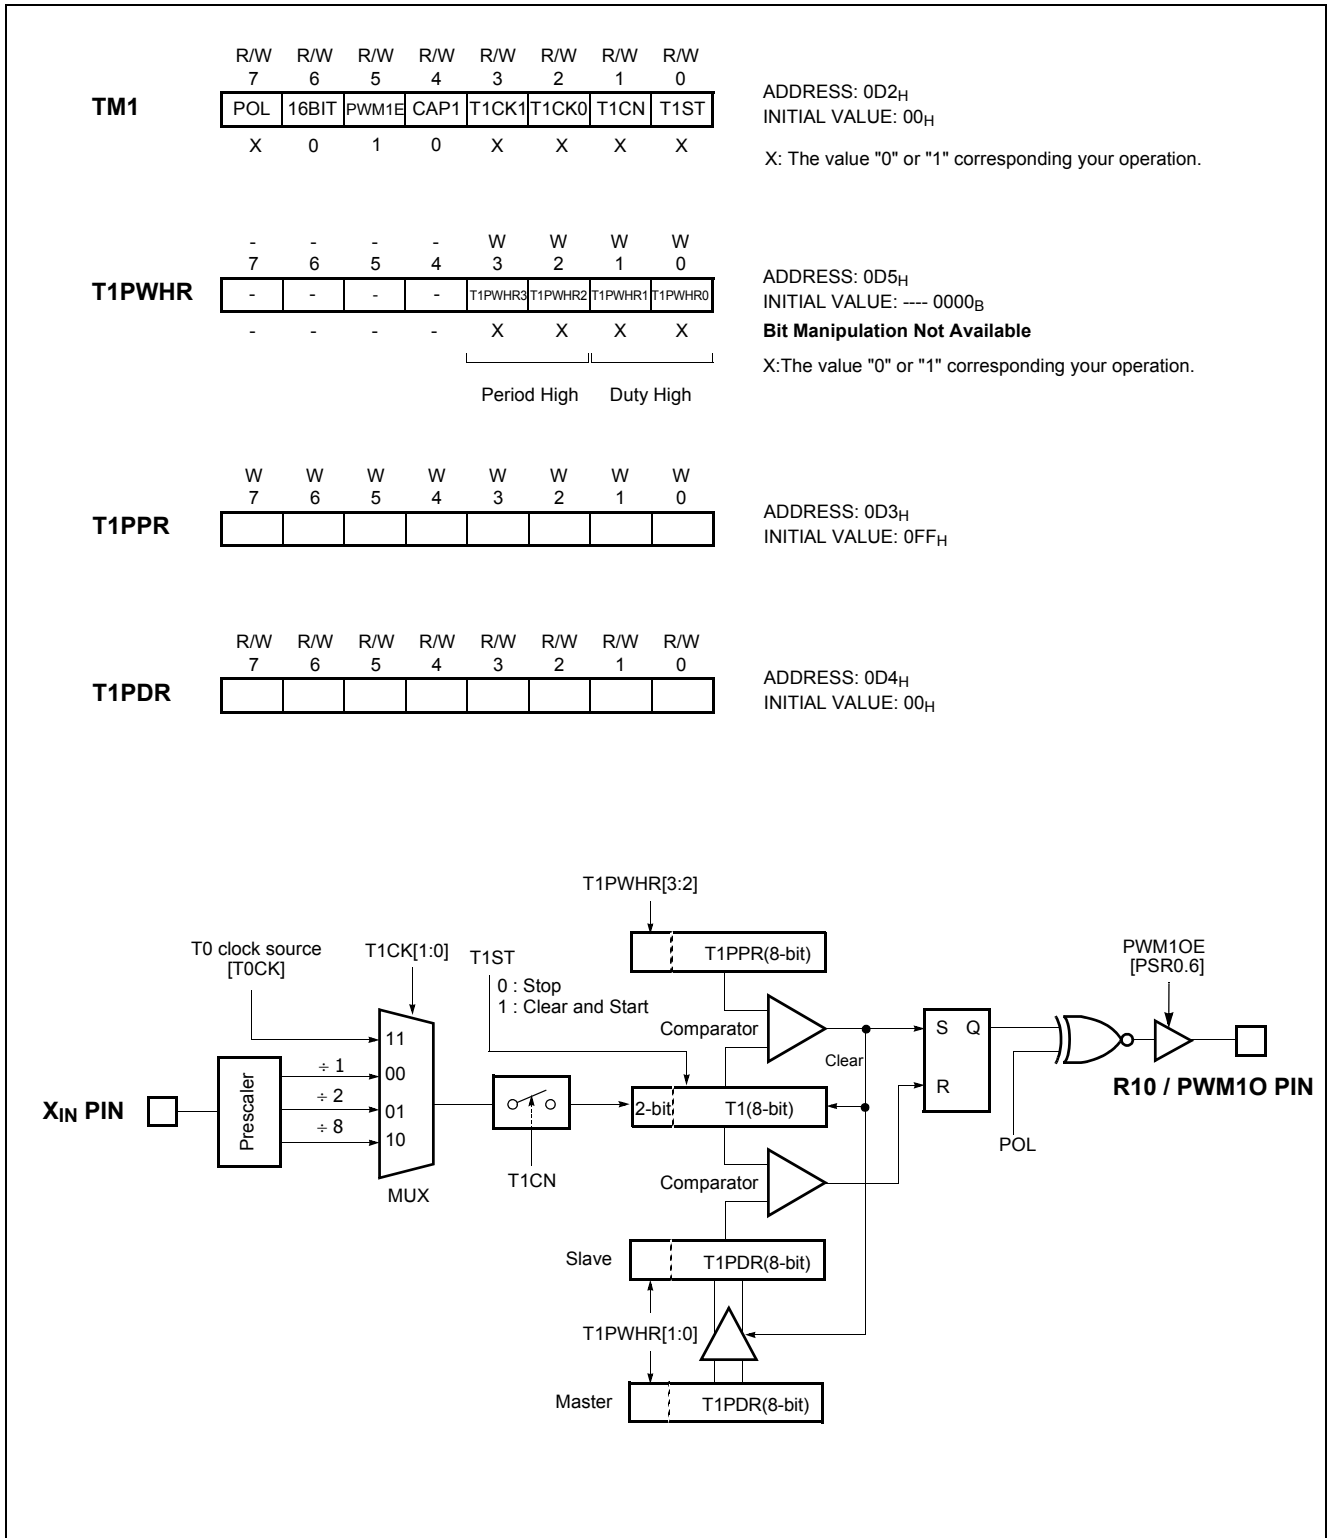 R/W R/W R/W R/W R/W R/W R/W R/W
7 6 5 4 3 2 1 0
TM1 POL 16BIT PWM1E CAP1 T1CK1 T1CK0 T1CN T1ST
X 0 1 0 X X X X
ADDRESS: 0D2H
INITIAL VALUE: 00H
X: The value "0" or "1" corresponding your operation.
- - - - W W W W
7 6 5 4 3 2 1 0
T1PWHR - - - - T1PWHR3 T1PWHR2 T1PWHR1 T1PWHR0
- - - - X X X X
Period High Duty High
ADDRESS: 0D5H
INITIAL VALUE: ---- 0000B
Bit Manipulation Not Available
X:The value "0" or "1" corresponding your operation.
W W W W W W W W
7 6 5 4 3 2 1 0
T1PPR
ADDRESS: 0D3H
INITIAL VALUE: 0FFH
R/W R/W R/W R/W R/W R/W R/W R/W
7 6 5 4 3 2 1 0
T1PDR
ADDRESS: 0D4H
INITIAL VALUE: 00H
T1PWHR[3:2]
T0 clock source
[T0CK]
T1CK[1:0]
T1ST
0 : Stop
1 : Clear and Start
T1PPR(8-bit)
PWM1OE
[PSR0.6]
Comparator
Clear
S Q
R
XIN PIN
Prescaler
÷ 1
÷ 2
÷ 8
11
00
01
10
MUX
T1CN
2-bit T1(8-bit)
POL
R10 / PWM1O PIN
Comparator
Slave
T1PDR(8-bit)
T1PWHR[1:0]
Master
T1PDR(8-bit)